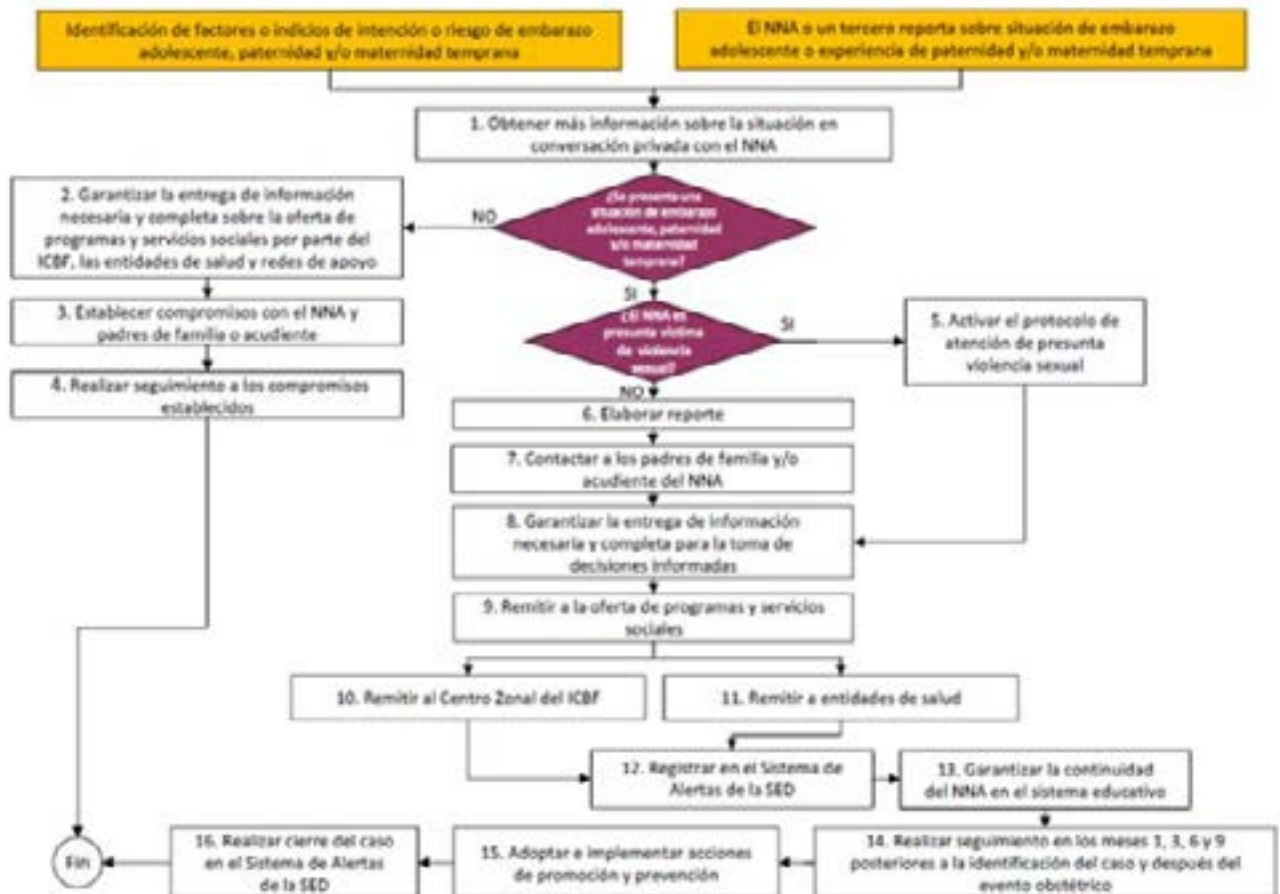 Identificación de factores o indicios de intención o riesgo de embarazo
adolescente, paternidad y/o maternidad temprana
El NNA o un tercero reporta sobre situación de embarazo
adolescente o experiencia de paternidad y/o maternidad temprana
1. Obtener más información sobre la situación en
conversación privada con el NNA
¿Se presenta una
situación de embarazo
adolescente, paternidad
y/o maternidad
temprana?
NO
2. Garantizar la entrega de información
necesaria y completa sobre la oferta de
programas y servicios sociales por parte del
ICBF, las entidades de salud y redes de apoyo
3. Establecer compromisos con el NNA y
padres de familia o acudiente
4. Realizar seguimiento a los compromisos
establecidos
SI
¿El NNA es
presunta víctima
de violencia
sexual?
SI
5. Activar el protocolo de
atención de presunta
violencia sexual
NO
6. Elaborar reporte
7. Contactar a los padres de familia y/o
acudiente del NNA
8. Garantizar la entrega de información
necesaria y completa para la toma de
decisiones informadas
9. Remitir a la oferta de programas y servicios
sociales
10. Remitir al Centro Zonal del ICBF
11. Remitir a entidades de salud
12. Registrar en el Sistema de
Alertas de la SED
13. Garantizar la continuidad
del NNA en el sistema educativo
14. Realizar seguimiento en los meses 1, 3, 6 y 9
posteriores a la identificación del caso y después del
evento obstétrico
15. Adoptar e implementar acciones
de promoción y prevención
16. Realizar cierre del caso
en el Sistema de Alertas
de la SED
Fin